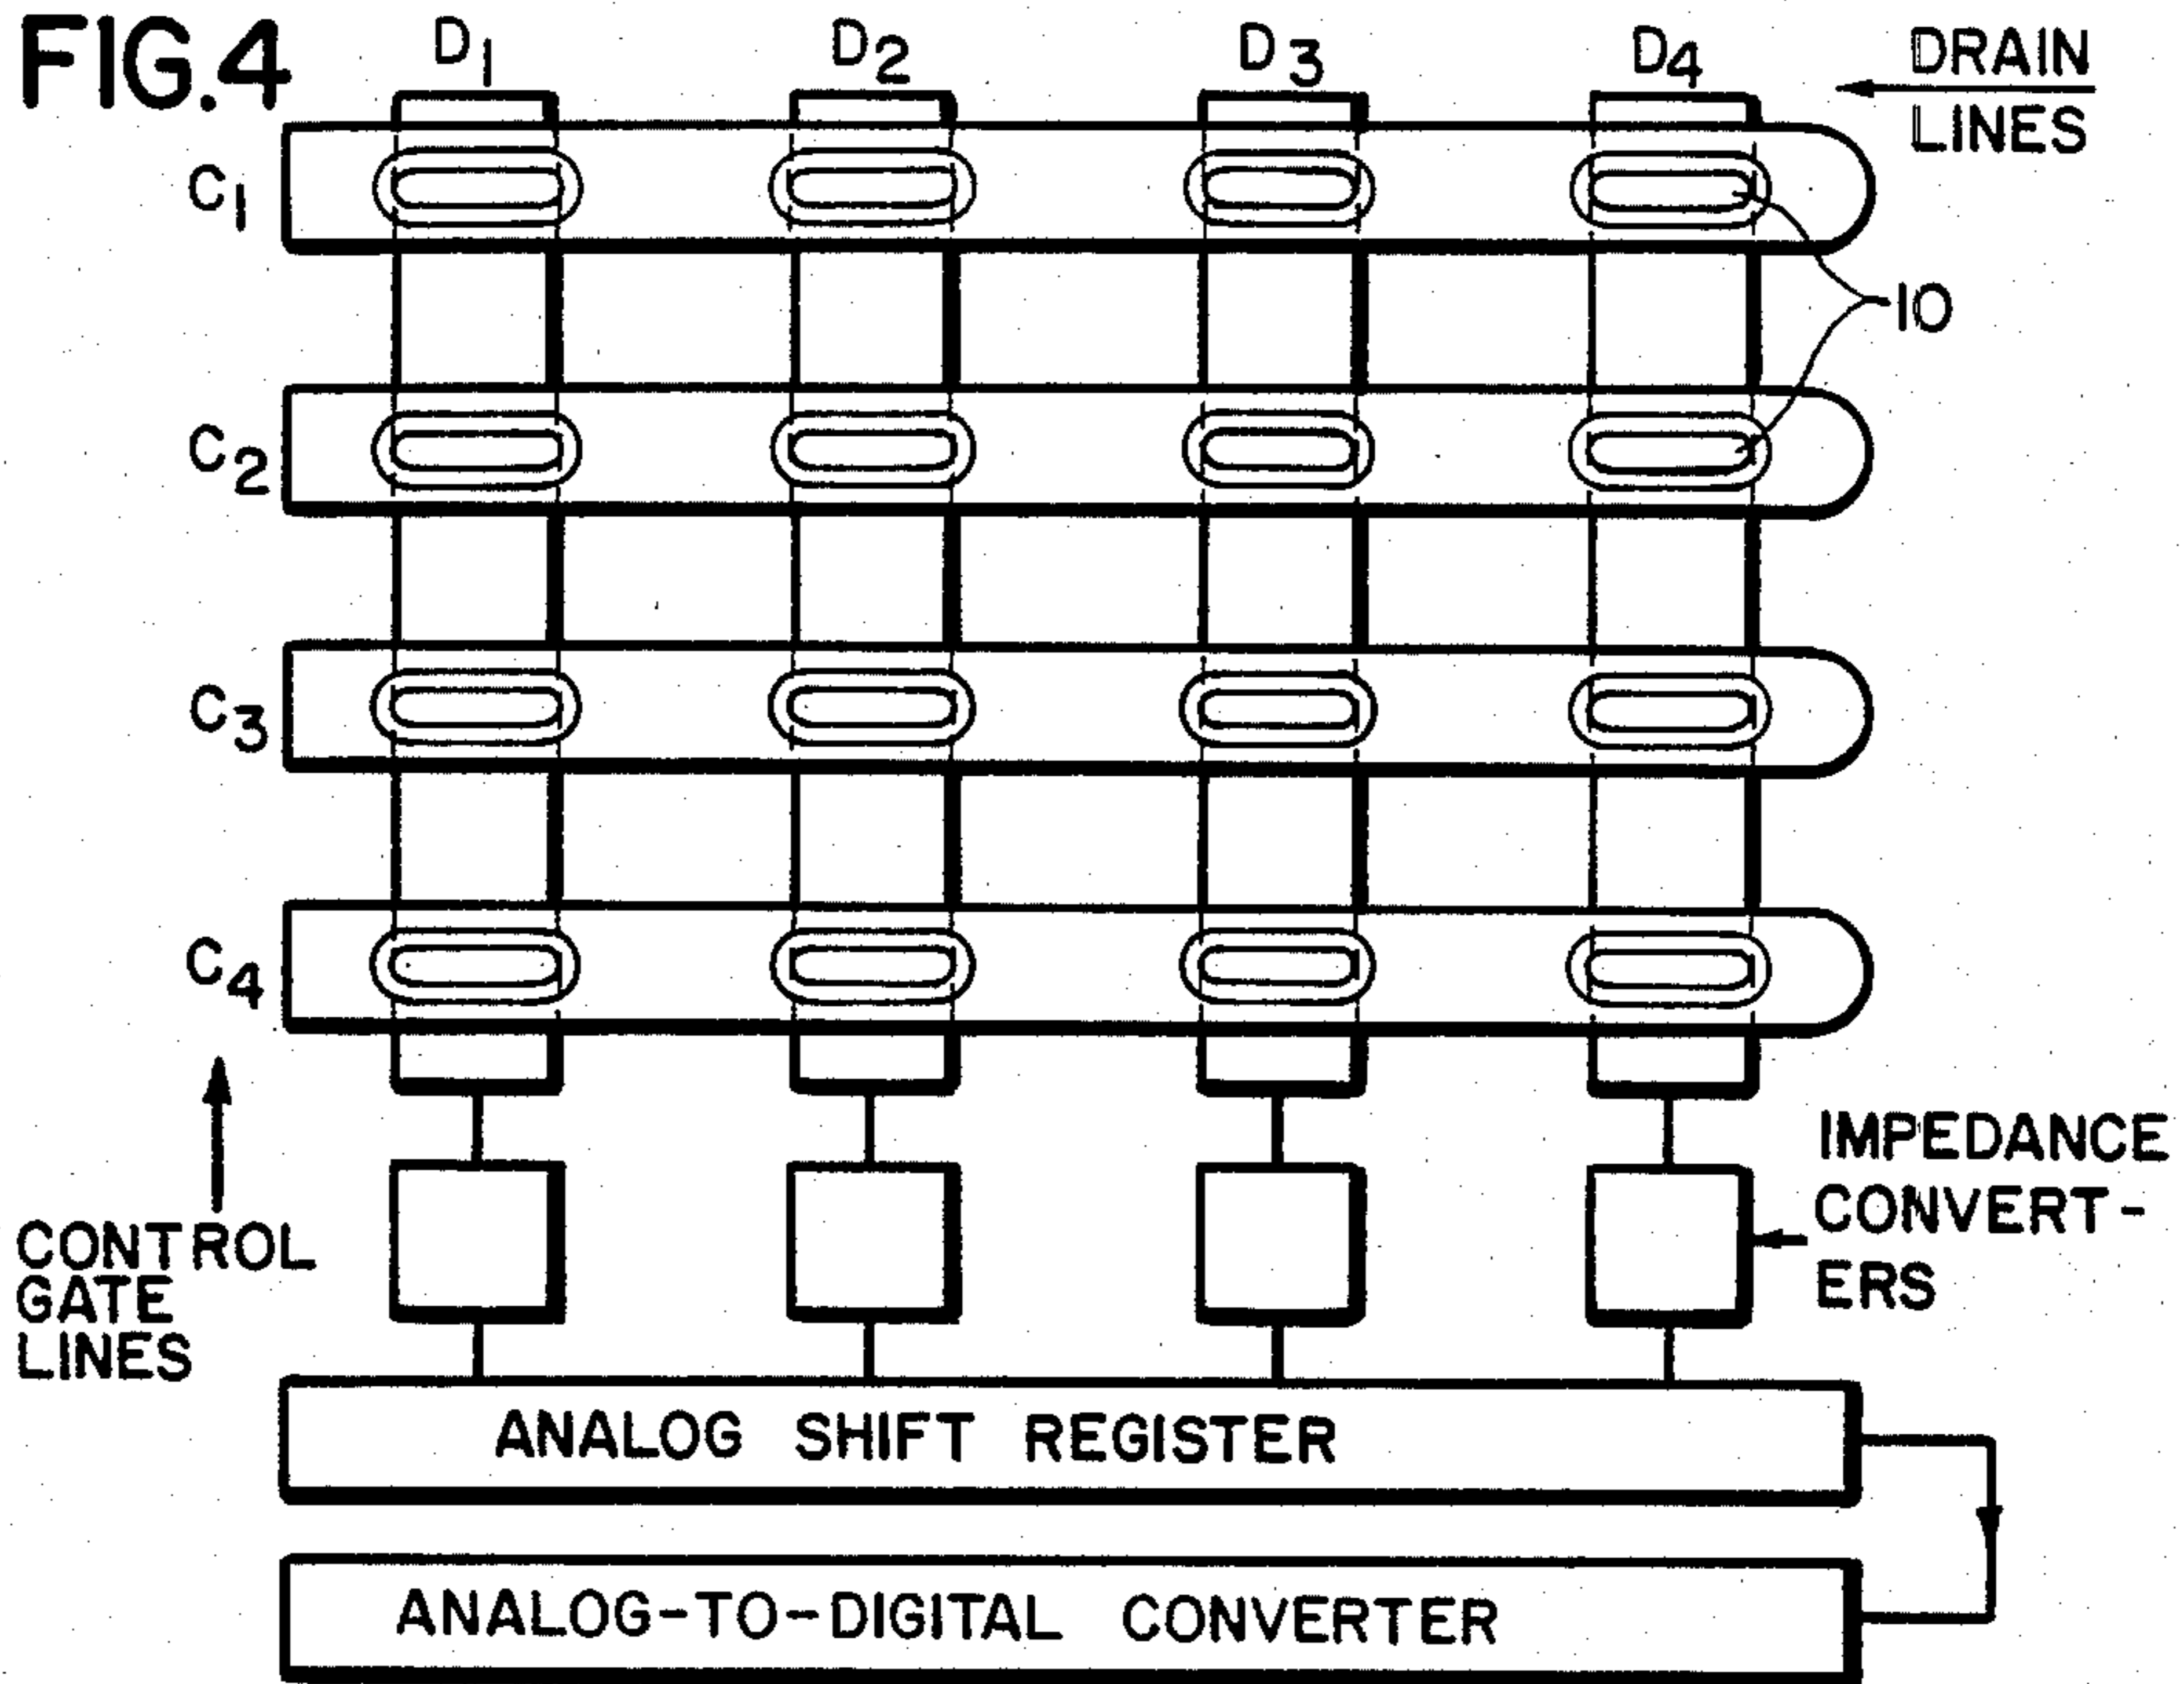 FIG.4
D1 D2 D3 D4
DRAIN
LINES
C1
10
C2
C3
C4
CONTROL
GATE
LINES
IMPEDANCE
CONVERT-
ERS
ANALOG SHIFT REGISTER
ANALOG-TO-DIGITAL CONVERTER